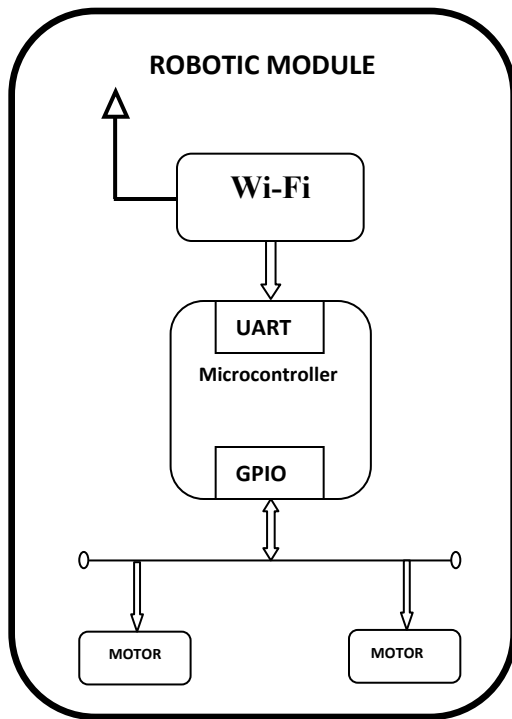 ROBOTIC MODULE
Wi-Fi
UART
Microcontroller
GPIO
MOTOR
MOTOR